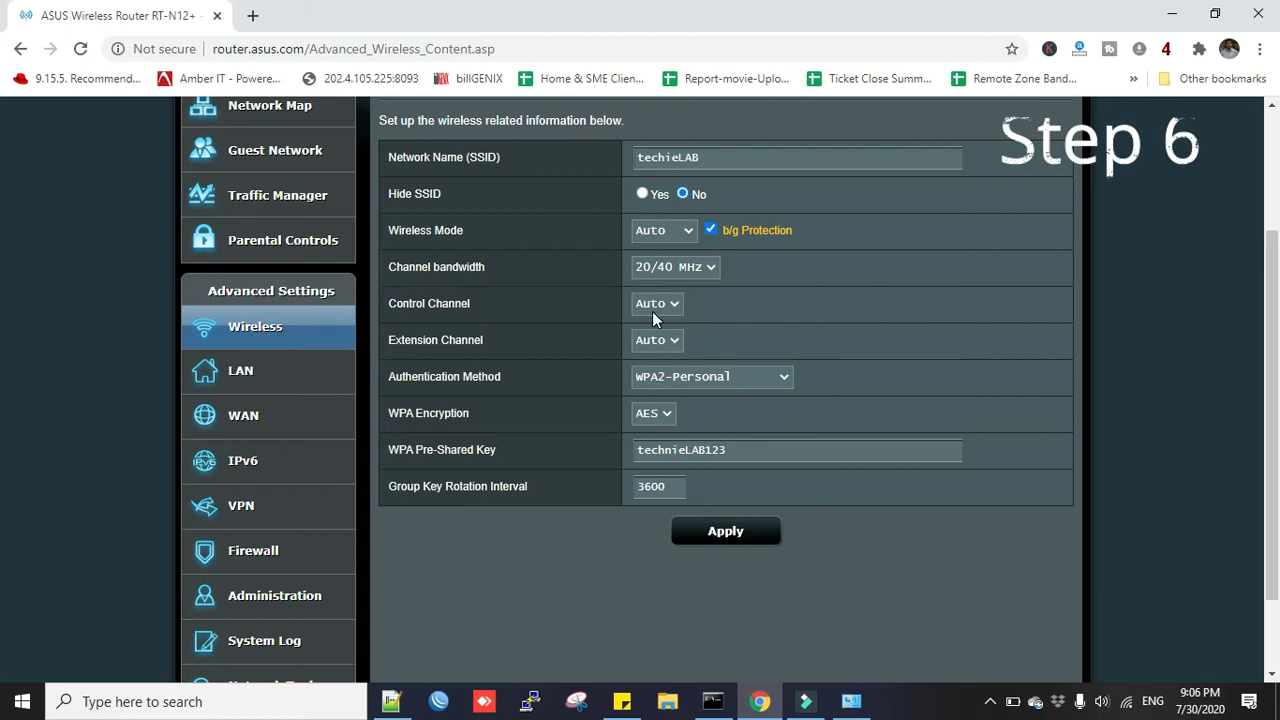 ASUS Wireless Router RT-N12+ -
Not secure router.asus.com/Advanced_Wireless_Content.asp
K a tb 4
9.15.5. Recommend... Amber IT - Powere... 202.4.105.225:8093 billGENIX Home & SME Clien... Report-movie-Uplo... Ticket Close Summ... Remote Zone Band... » Other bookmarks
Network Map
Guest Network
Traffic Manager
Parental Controls
Advanced Settings
Wireless
LAN
WAN
IPv6
IPv6
VPN
Firewall
Administration
System Log
Set up the wireless related information below.
Step 6
Network Name (SSID) techieLAB
Hide SSID Yes No
Wireless Mode Auto b/g Protection
Channel bandwidth 20/40 MHz
Control Channel Auto
Extension Channel Auto
Authentication Method WPA2-Personal
WPA Encryption AES
WPA Pre-Shared Key technieLAB123
Group Key Rotation Interval 3600
Apply
Type here to search
ENG
9:06 PM
7/30/2020